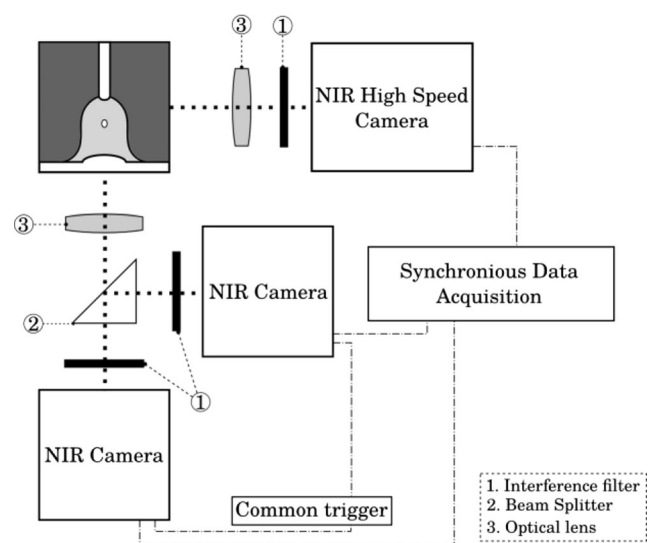 ③
①
NIR High Speed
Camera
③
NIR Camera
Synchronious Data
Acquisition
②
①
NIR Camera
Common trigger
1. Interference filter
2. Beam Splitter
3. Optical lens